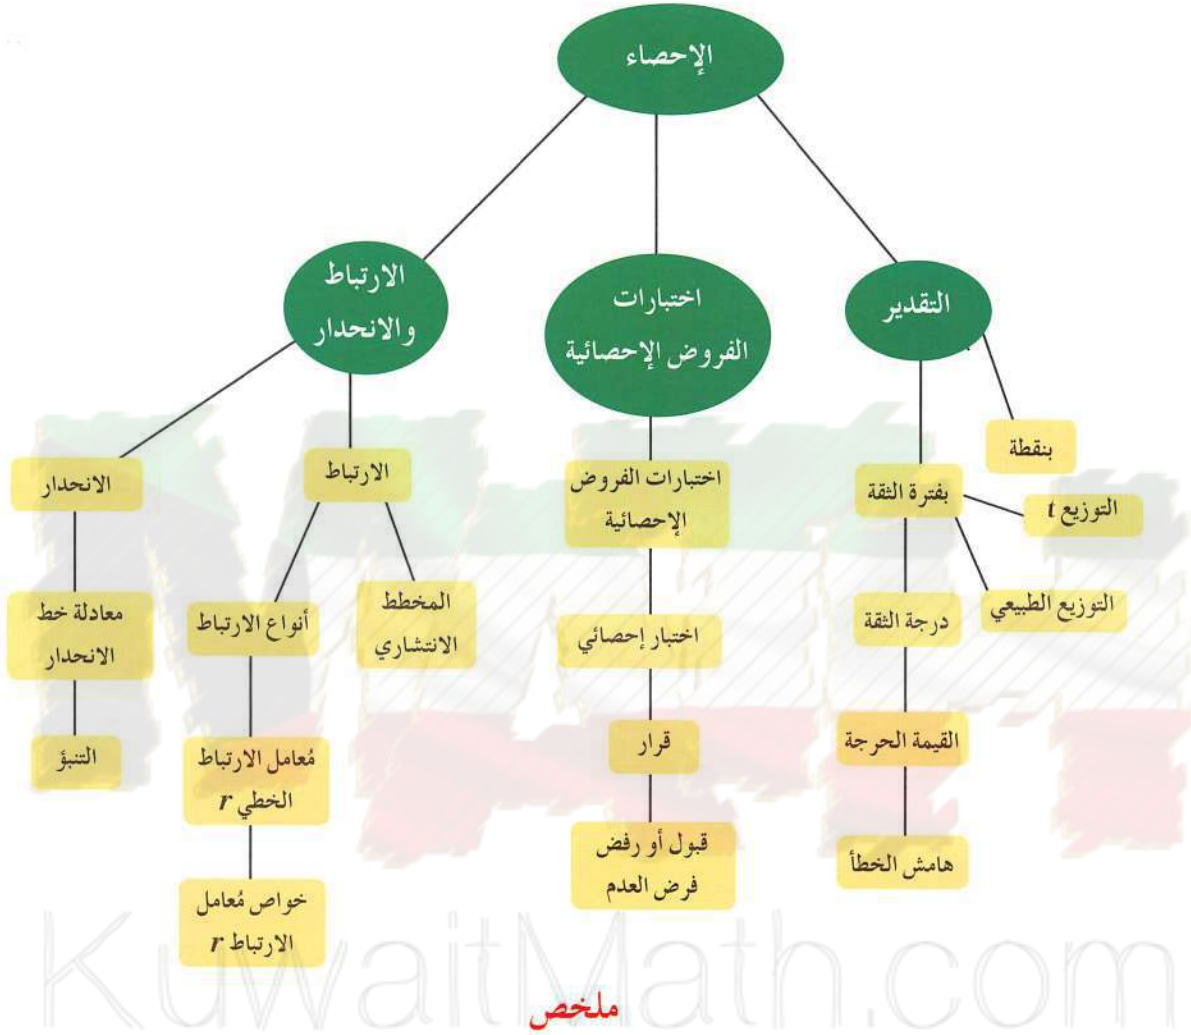 الإحصاء
التقدير
اختبارات
الفروض الإحصائية
الارتباط
والانحدار
بنقطة
بفترة الثقة
التوزيع t
التوزيع الطبيعي
درجة الثقة
القيمة الحرجة
هامش الخطأ
اختبارات الفروض
الإحصائية
اختبار إحصائي
قرار
قبول أو رفض
فرض العدم
الارتباط
المخطط
الانتشاري
أنواع الارتباط
مُعامل الارتباط
الخطي r
خواص مُعامل
الارتباط r
الانحدار
معادلة خط
الانحدار
التنبؤ
KuwaitMath.com
ملخص